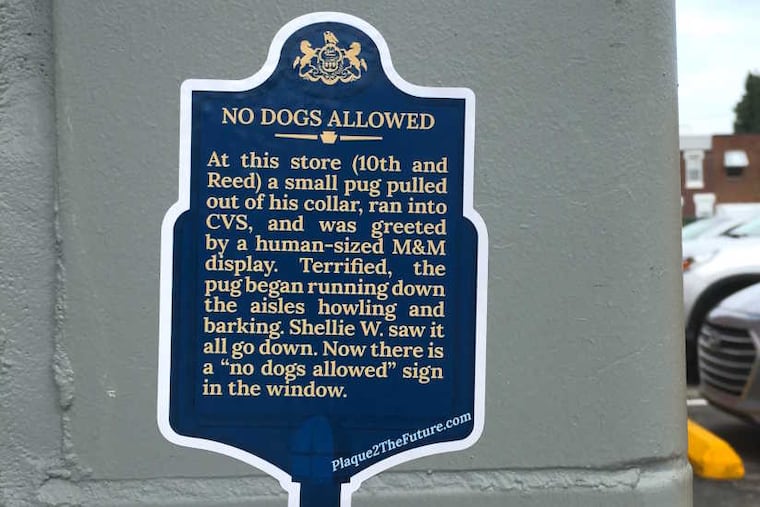 NO DOGS ALLOWED
At this store (10th and
Reed) a small pug pulled
out of his collar, ran into
CVS, and was greeted
by a human-sized M&M
display. Terrified, the
pug began running down
the aisles howling and
barking. Shellie W. saw it
all go down. Now there is
a “no dogs allowed” sign
in the window.
Plaque2TheFuture.com